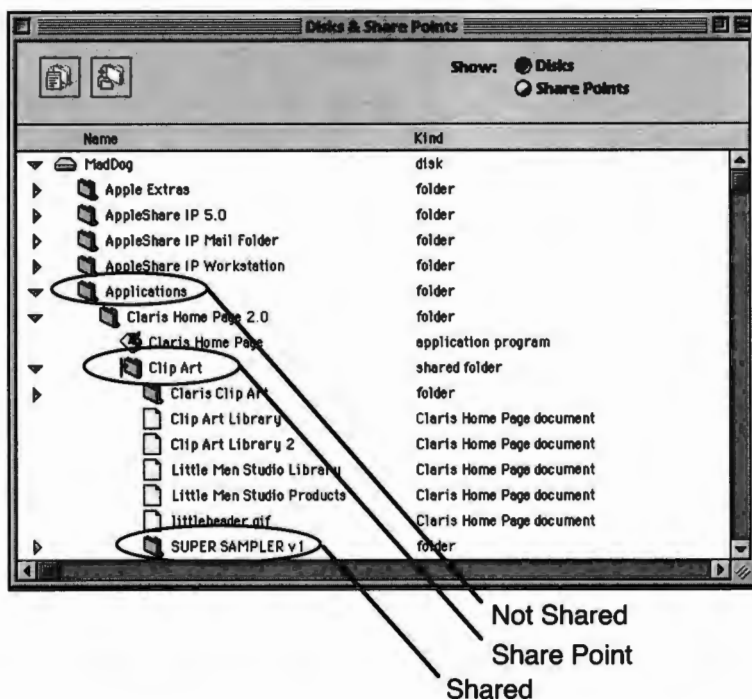 Disks & Share Points
Show: Disks
Share Points
Name Kind
MadDog disk
Apple Extras folder
AppleShare IP 5.0 folder
AppleShare IP Mail Folder folder
AppleShare IP Workstation folder
Applications folder
Claris Home Page 2.0 folder
Claris Home Page application program
Clip Art shared folder
Claris Clip Art folder
Clip Art Library Claris Home Page document
Clip Art Library 2 Claris Home Page document
Little Men Studio Library Claris Home Page document
Little Men Studio Products Claris Home Page document
littleheader.gif Claris Home Page document
SUPER SAMPLER v1 folder
Not Shared
Share Point
Shared